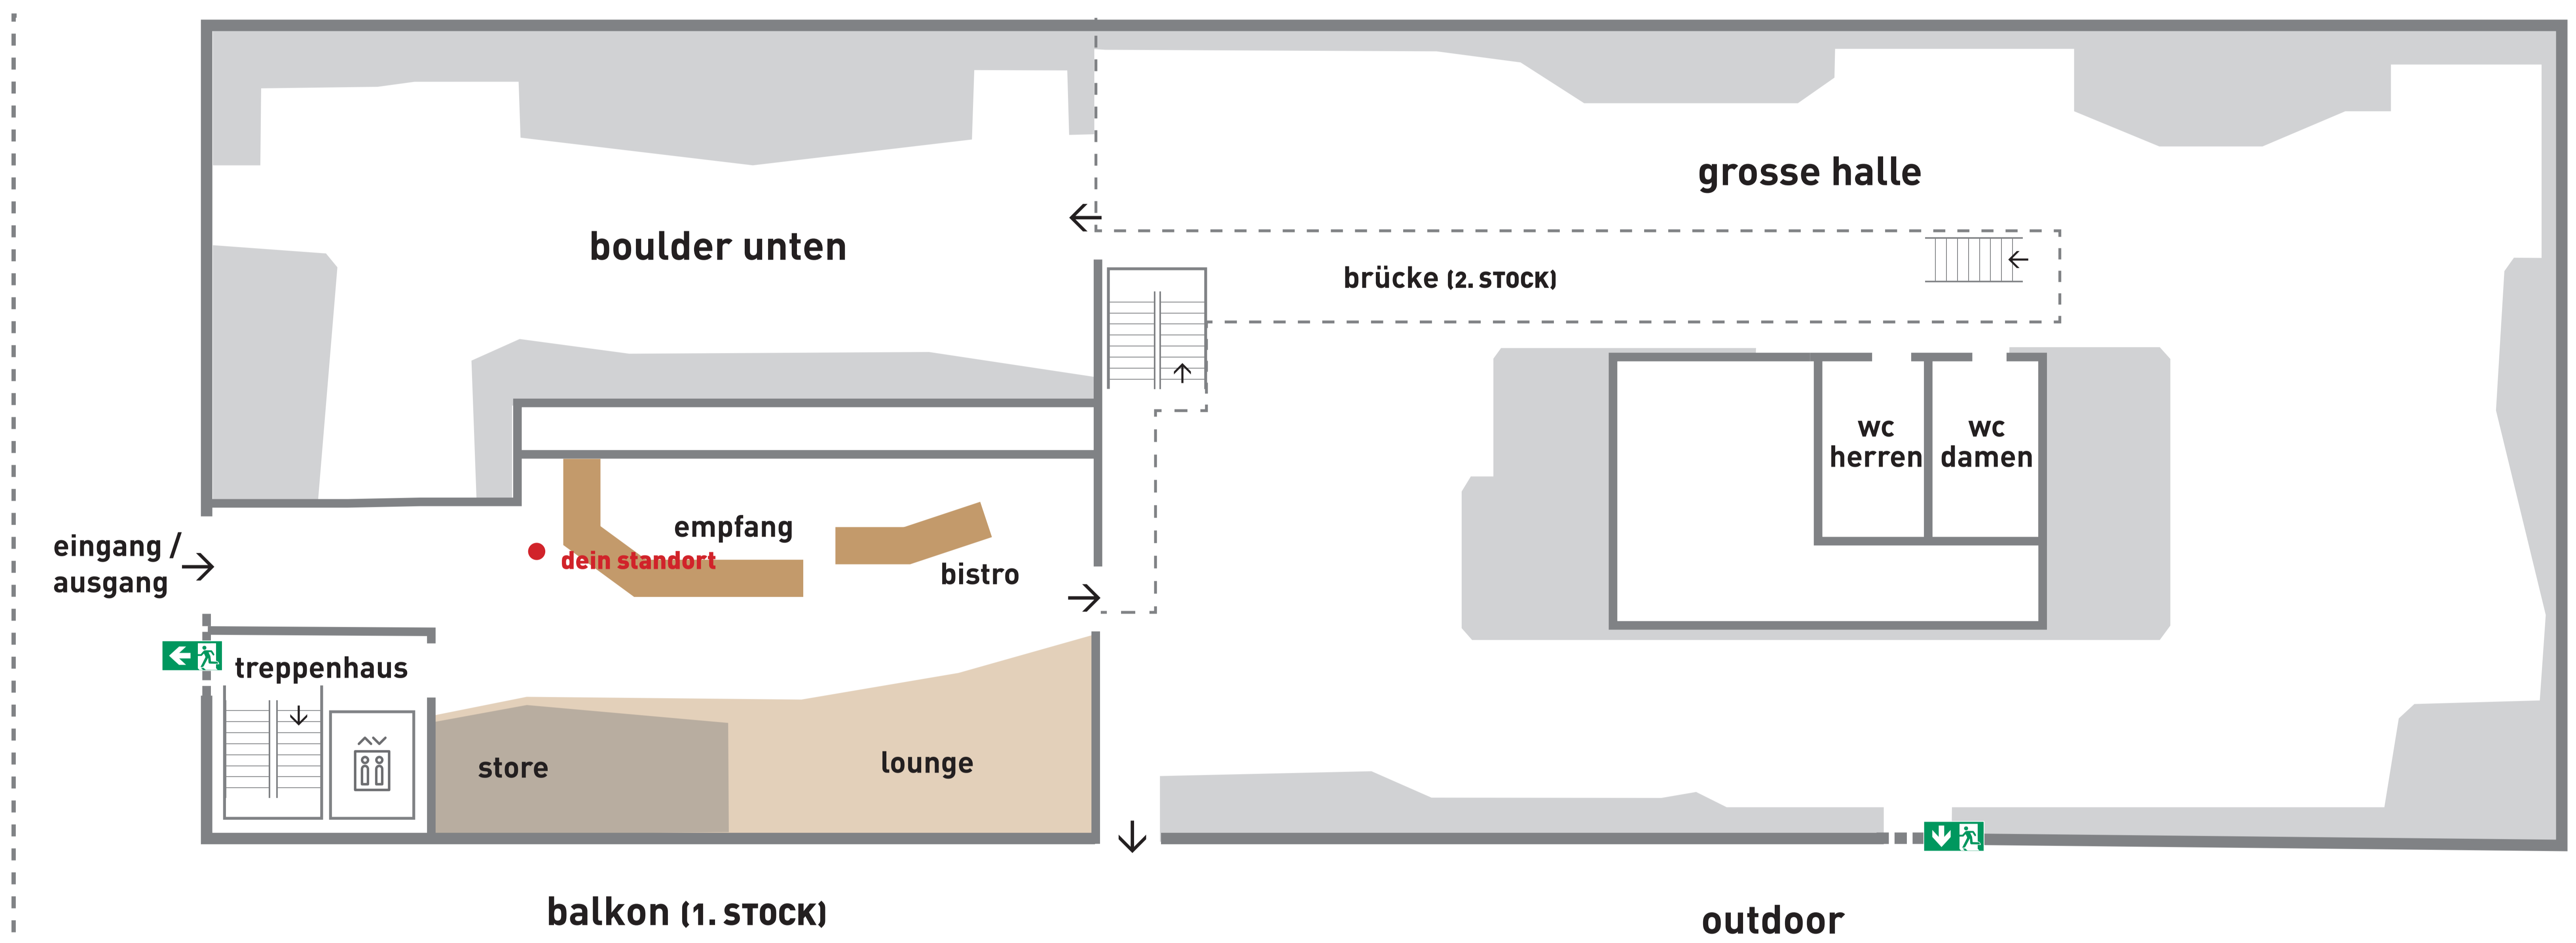 grosse halle
boulder unten
brücke (2. STOCK)
wc
herren
wc
damen
empfang
eingang /
ausgang
dein standort
bistro
treppenhaus
store
lounge
balkon (1. STOCK)
outdoor